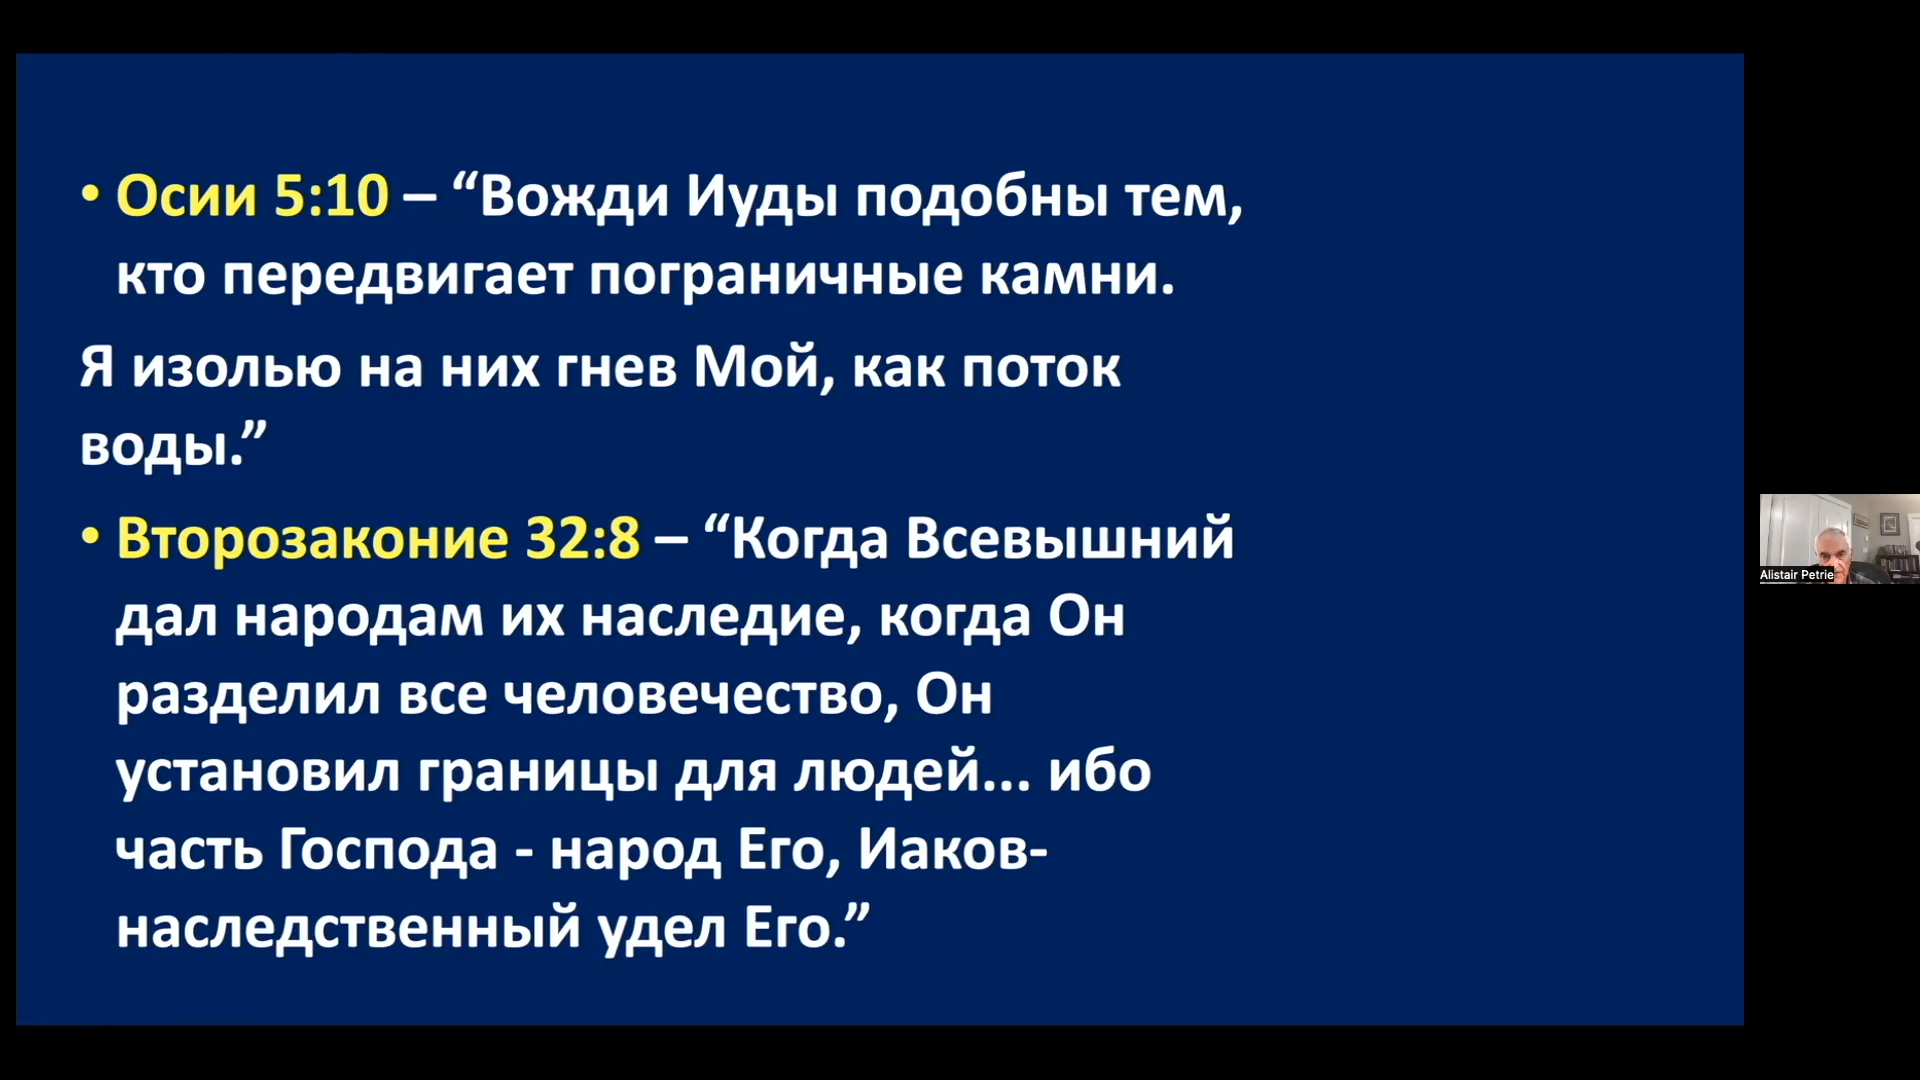 • Осии 5:10 – “Вожди Иуды подобны тем,
кто передвигает пограничные камни.
Я изолью на них гнев Мой, как поток
воды.”
• Второзаконие 32:8 – “Когда Всевышний
дал народам их наследие, когда Он
разделил все человечество, Он
установил границы для людей... ибо
часть Господа - народ Его, Иаков-
наследственный удел Его.”
Alistair Petrie